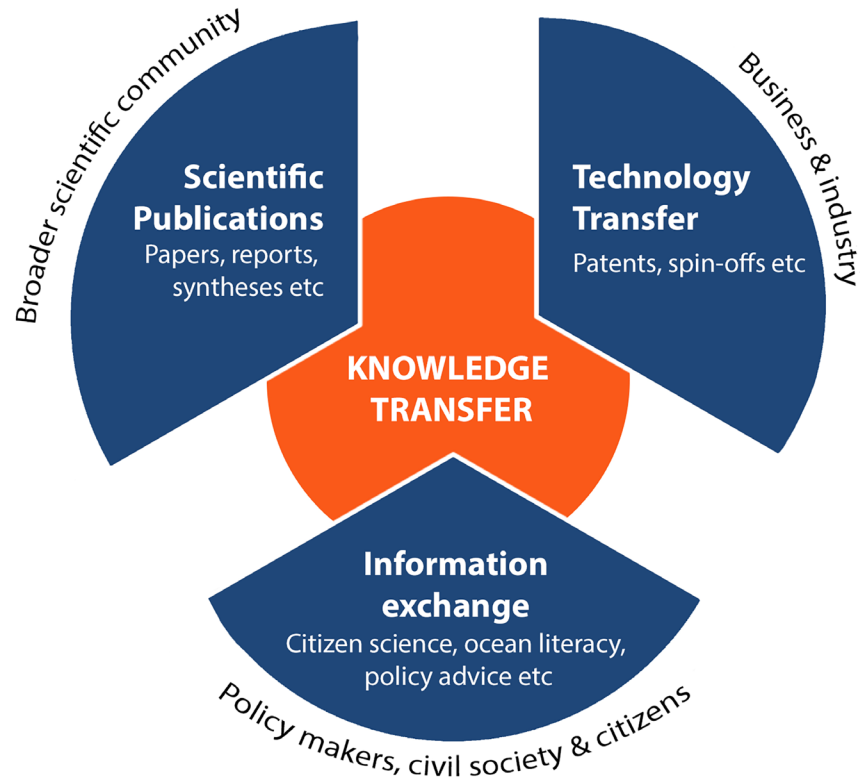 Broader scientific community
Scientific
Publications
Papers, reports,
syntheses etc
Business & industry
Technology
Transfer
Patents, spin-offs etc
KNOWLEDGE
TRANSFER
Information
exchange
Citizen science, ocean literacy,
policy advice etc
Policy makers, civil society & citizens